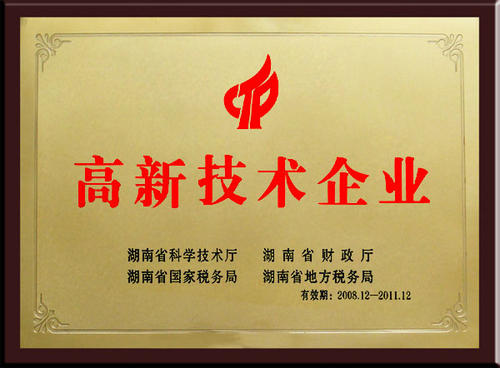 高新技术企业
湖南省科学技术厅 湖南省财政厅
湖南省国家税务局 湖南省地方税务局
有效期：2008.12—2011.12